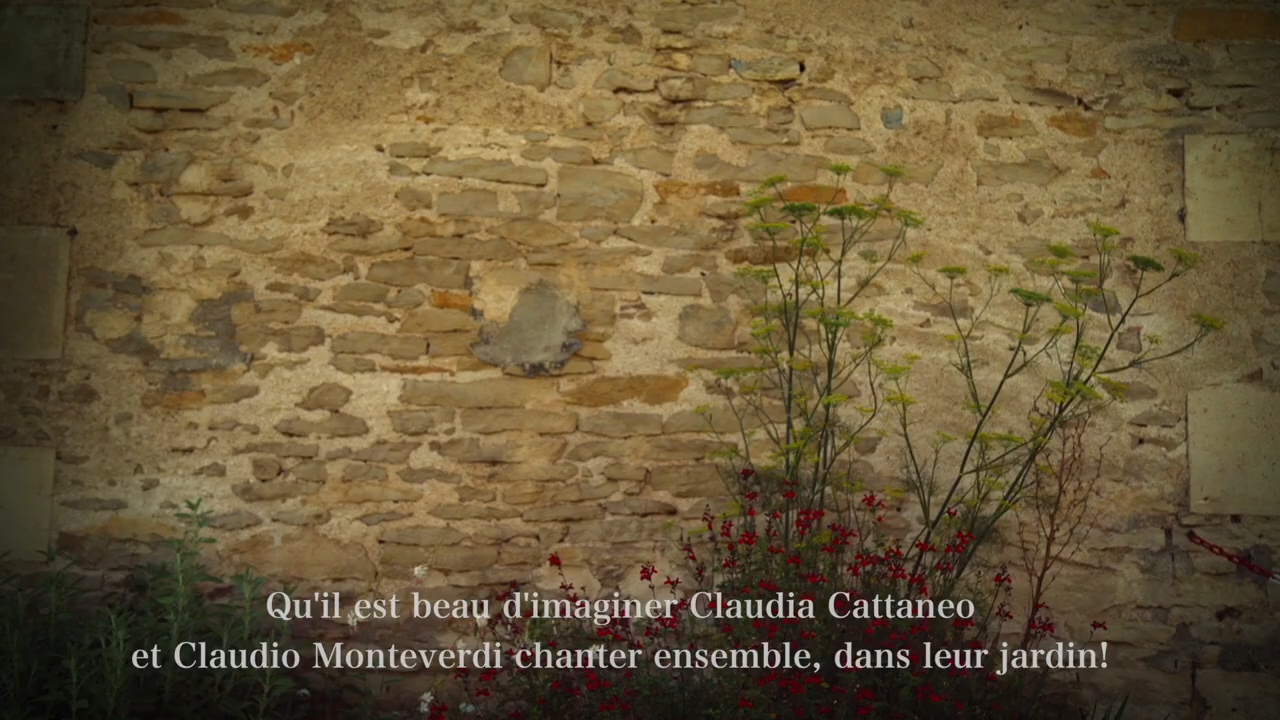 Qu'il est beau d'imaginer Claudia Cattaneo
et Claudio Monteverdi chanter ensemble, dans leur jardin!